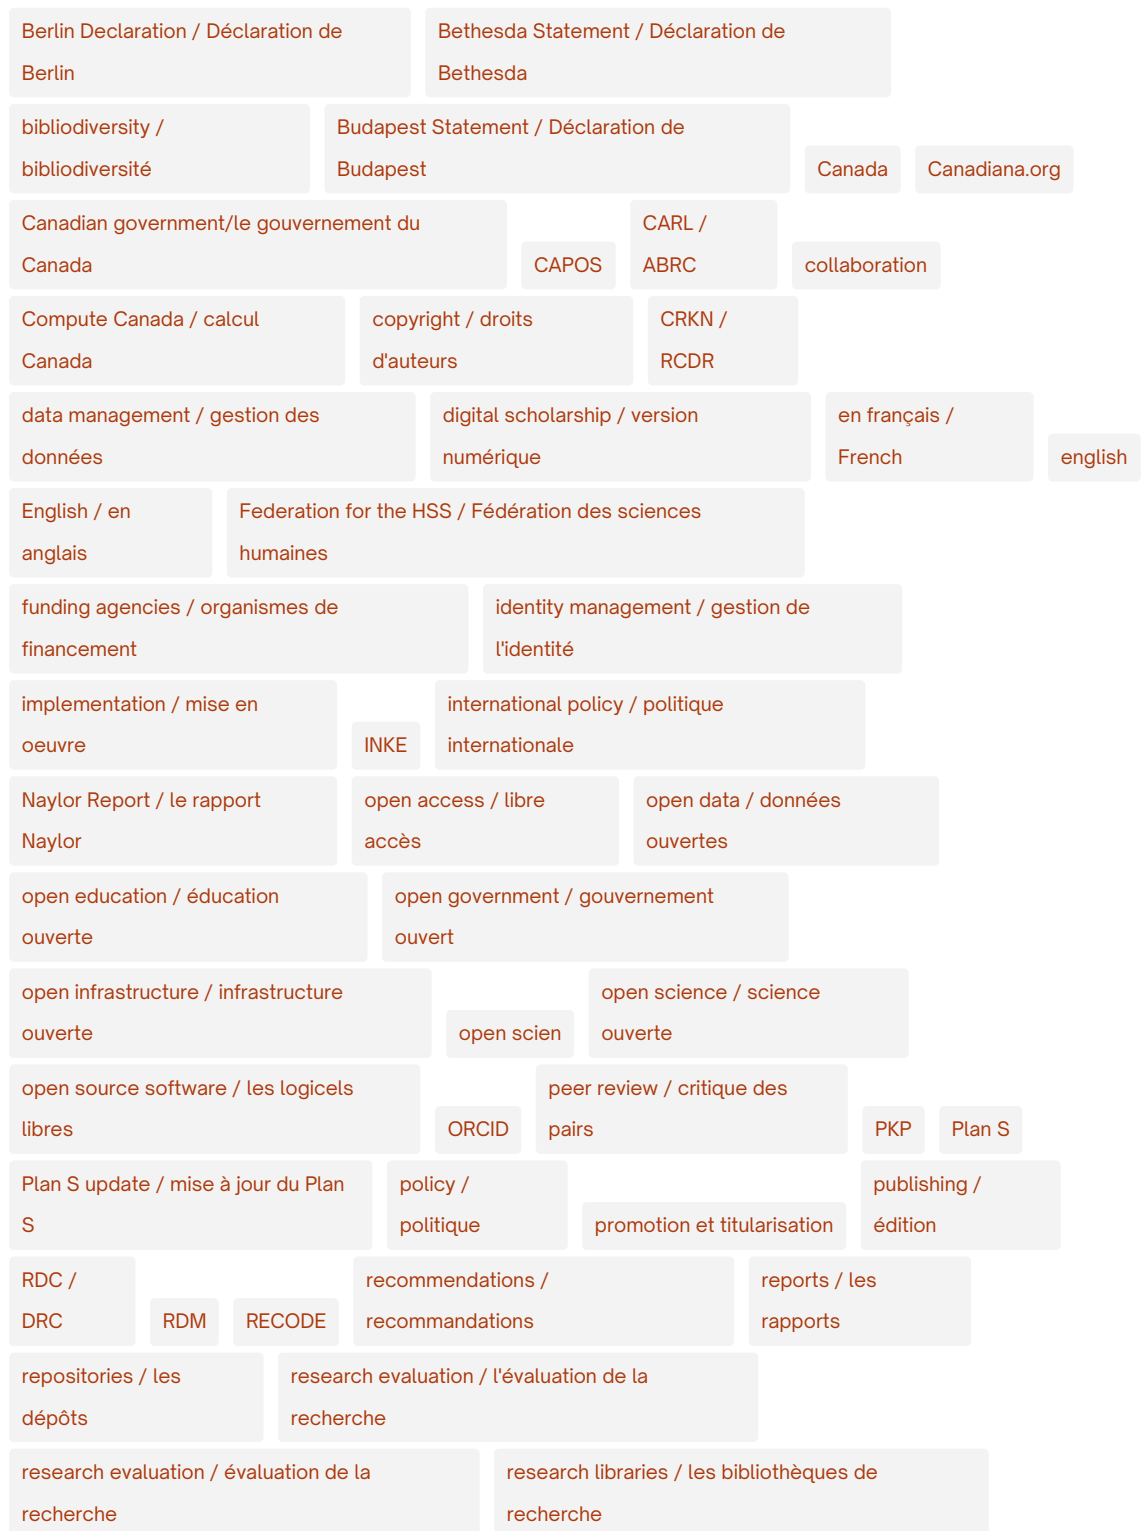 Berlin Declaration / Déclaration de
Berlin
Bethesda Statement / Déclaration de
Bethesda
bibliodiversity /
bibliodiversité
Budapest Statement / Déclaration de
Budapest
Canada
Canadiana.org
Canadian government/le gouvernement du
Canada
CAPOS
CARL /
ABRC
collaboration
Compute Canada / calcul
Canada
copyright / droits
d'auteurs
CRKN /
RCDR
data management / gestion des
données
digital scholarship / version
numérique
en français /
French
english
English / en
anglais
Federation for the HSS / Fédération des sciences
humaines
funding agencies / organismes de
financement
identity management / gestion de
l'identité
implementation / mise en
oeuvre
INKE
international policy / politique
internationale
Naylor Report / le rapport
Naylor
open access / libre
accès
open data / données
ouvertes
open education / éducation
ouverte
open government / gouvernement
ouvert
open infrastructure / infrastructure
ouverte
open scien
open science / science
ouverte
open source software / les logicels
libres
ORCID
peer review / critique des
pairs
PKP
Plan S
Plan S update / mise à jour du Plan
S
policy /
politique
promotion et titularisation
publishing /
édition
RDC /
DRC
RDM
RECODE
recommendations /
recommandations
reports / les
rapports
repositories / les
dépôts
research evaluation / l'évaluation de la
recherche
research evaluation / évaluation de la
recherche
research libraries / les bibliothèques de
recherche